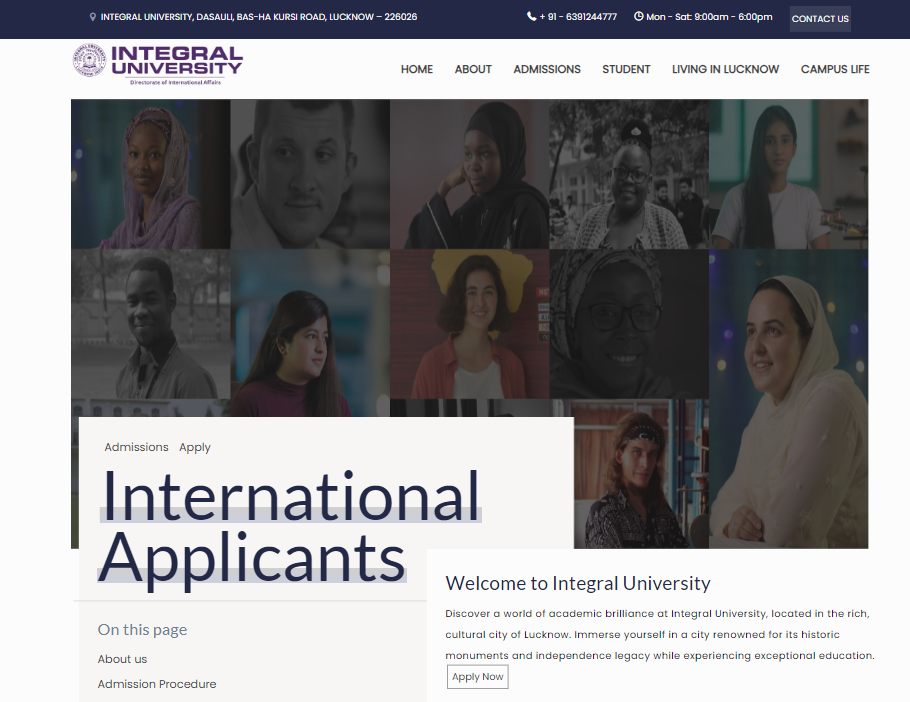 INTEGRAL UNIVERSITY, DASAULI, BAS-HA KURSI ROAD, LUCKNOW – 226026
+ 91 - 6391244777
Mon - Sat: 9:00am - 6:00pm
CONTACT US
INTEGRAL
UNIVERSITY
Directorate of International Affairs
HOME ABOUT ADMISSIONS STUDENT LIVING IN LUCKNOW CAMPUS LIFE
Admissions Apply
International
Applicants
On this page
About us
Admission Procedure
Welcome to Integral University
Discover a world of academic brilliance at Integral University, located in the rich,
cultural city of Lucknow. Immerse yourself in a city renowned for its historic
monuments and independence legacy while experiencing exceptional education.
Apply Now